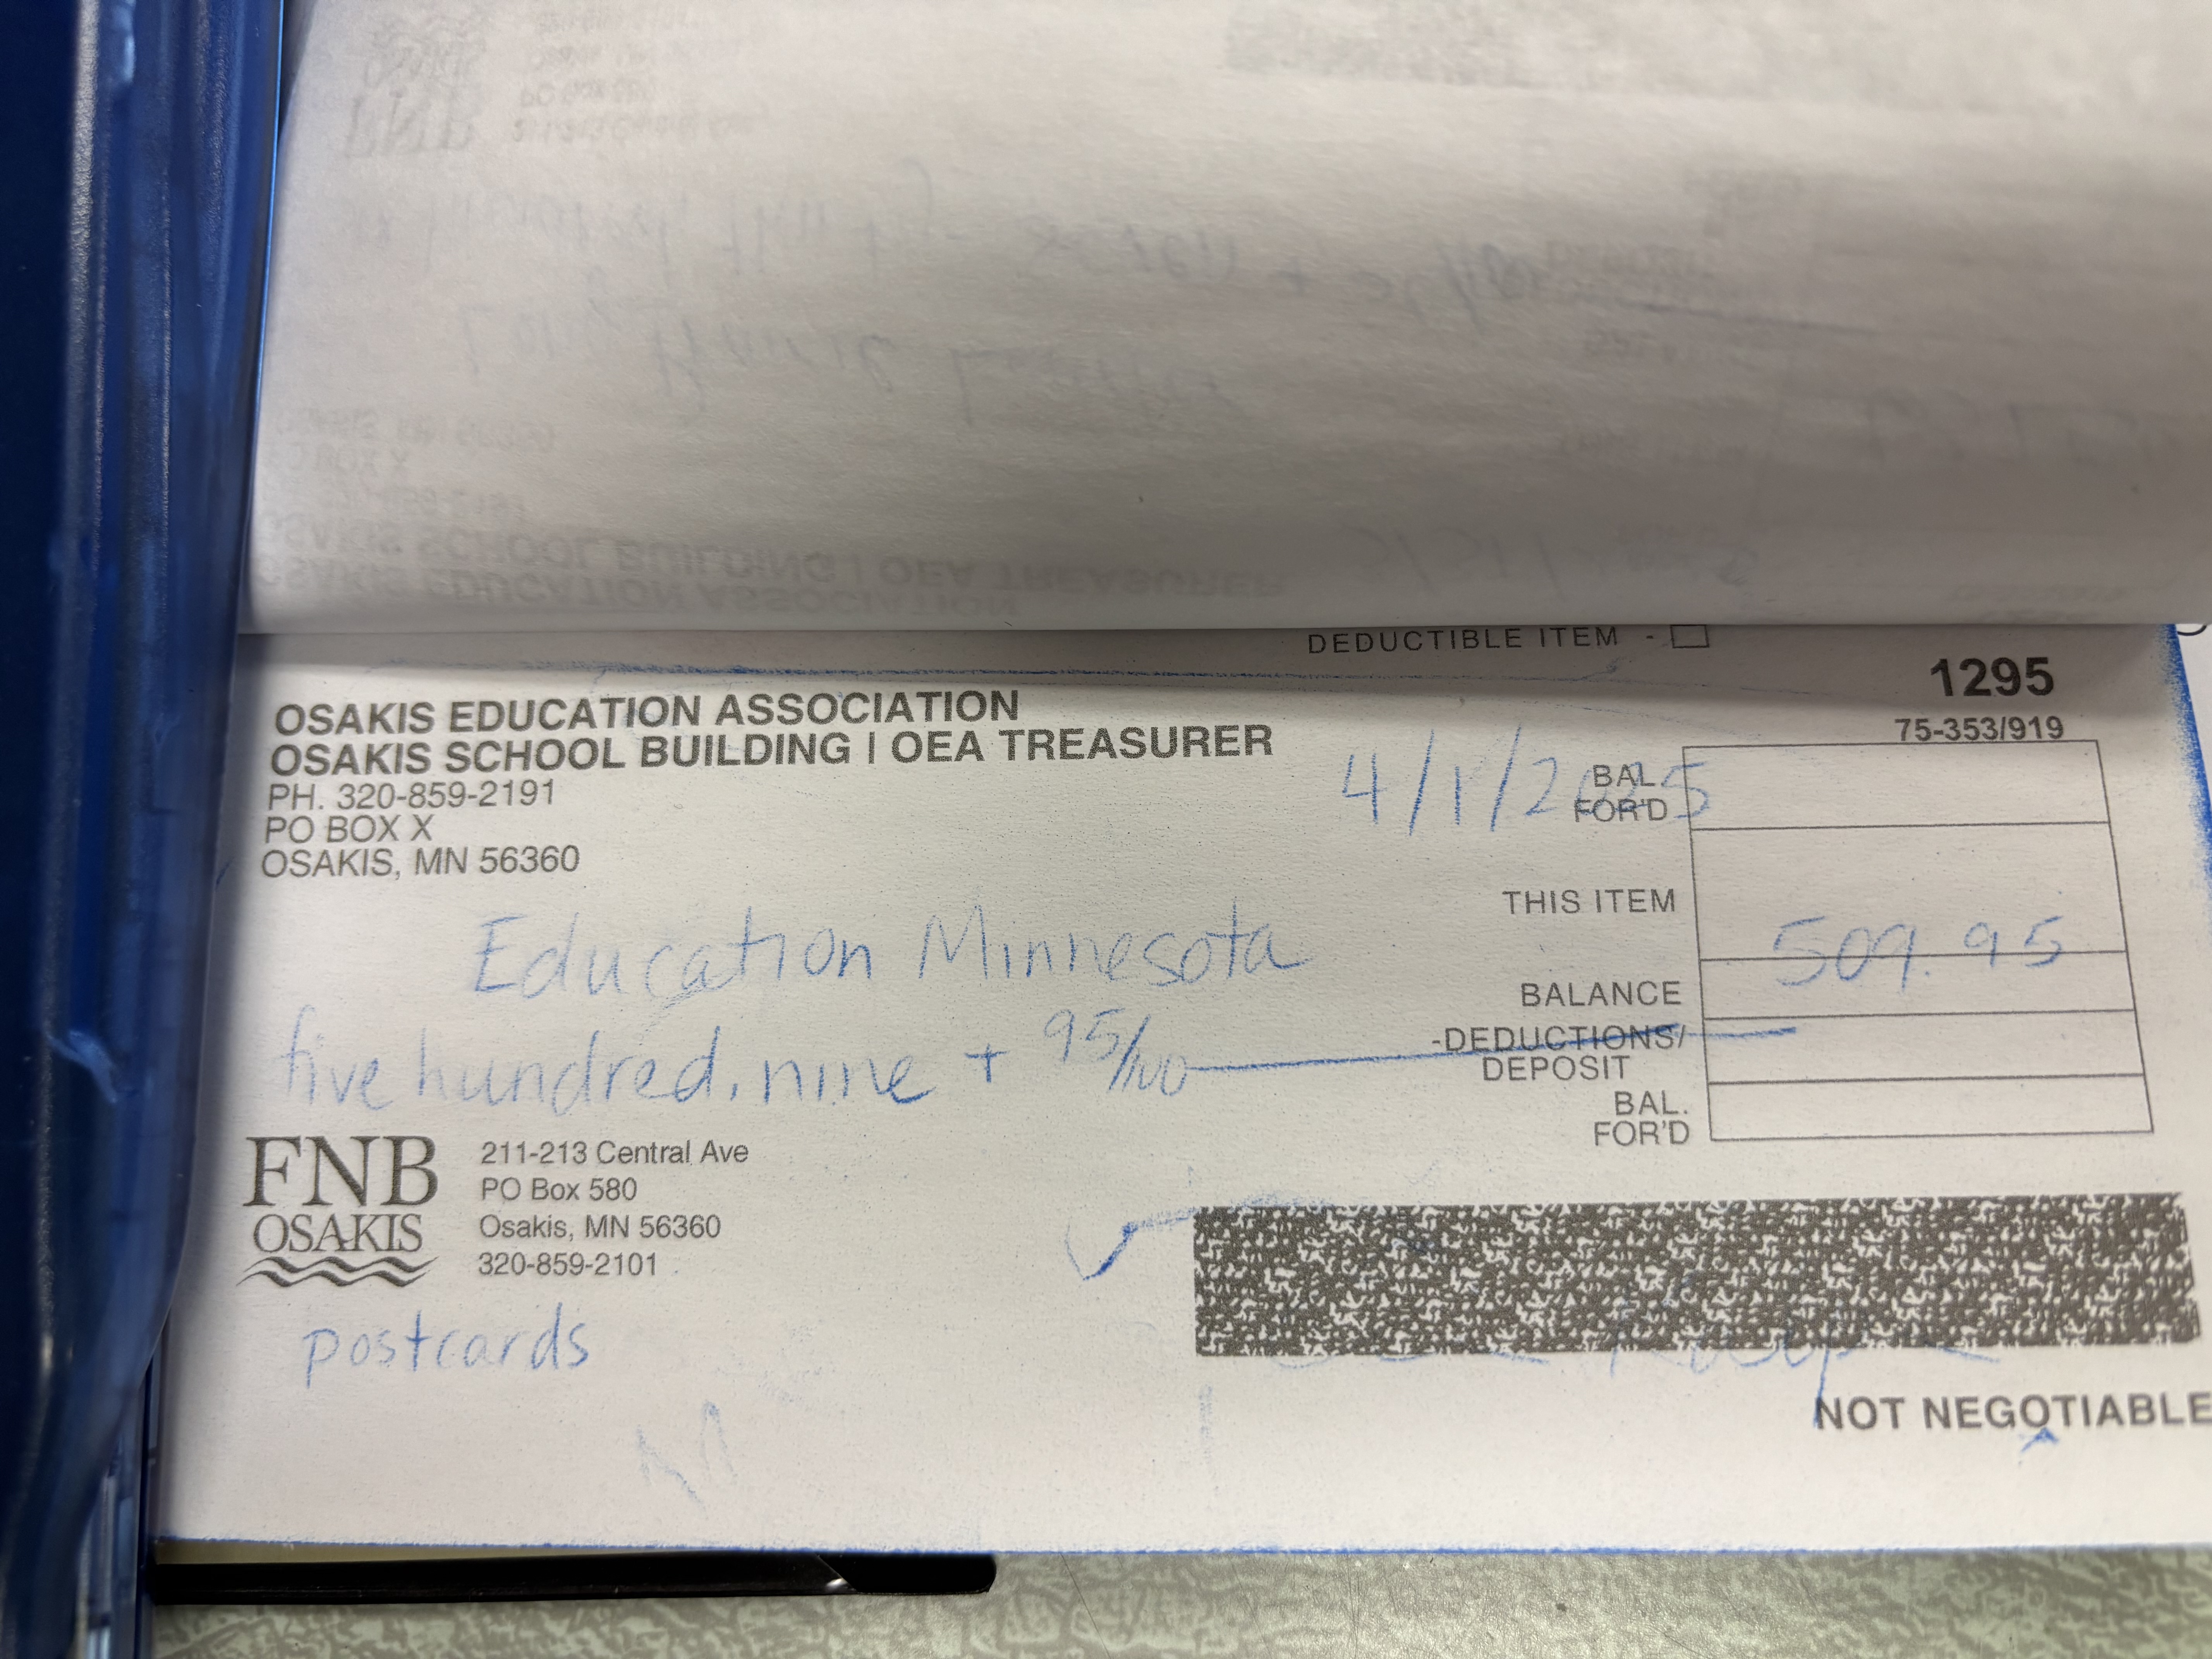 DEDUCTIBLE ITEM - ☐
1295
75-353/919
OSAKIS EDUCATION ASSOCIATION
OSAKIS SCHOOL BUILDING | OEA TREASURER
PH. 320-859-2191
PO BOX X
OSAKIS, MN 56360
4/1/2025
BAL.
FOR'D
THIS ITEM
509.95
Education Minnesota
BALANCE
five hundred, nine + 95/100
-DEDUCTIONS/
DEPOSIT
BAL.
FOR'D
FNB
OSAKIS
211-213 Central Ave
PO Box 580
Osakis, MN 56360
320-859-2101
postcards
NOT NEGOTIABLE